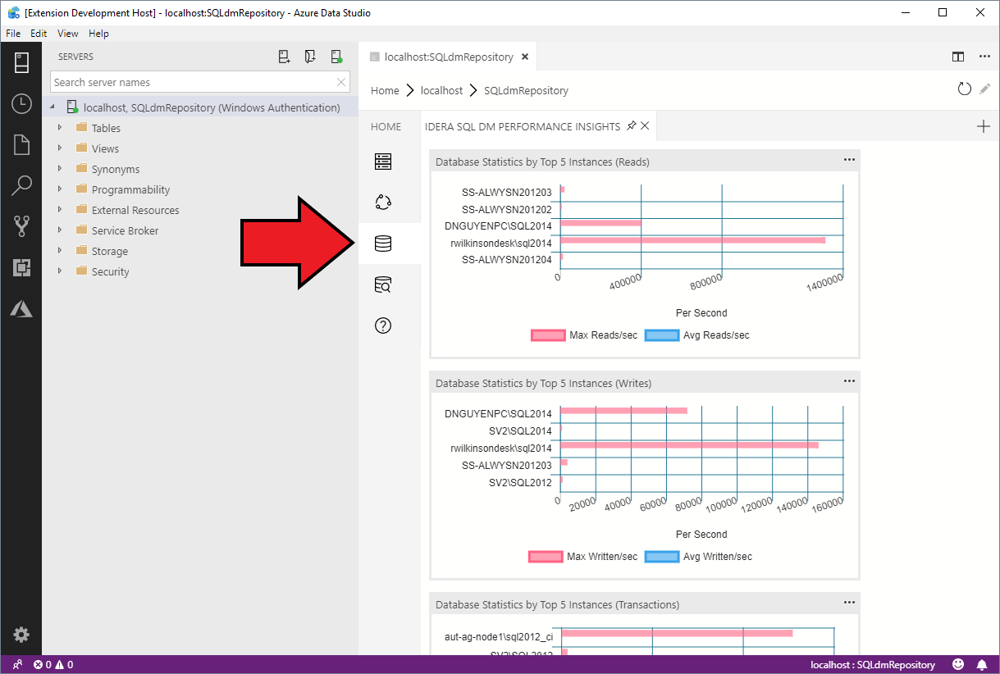 [Extension Development Host] - localhost:SQLdmRepository - Azure Data Studio
File Edit View Help
SERVERS
Search server names
localhost, SQLdmRepository (Windows Authentication)
Tables
Views
Synonyms
Programmability
External Resources
Service Broker
Storage
Security
localhost:SQLdmRepository
Home localhost SQLdmRepository
HOME
IDERA SQL DM PERFORMANCE INSIGHTS
Database Statistics by Top 5 Instances (Reads)
SS-ALWYSN201203
SS-ALWYSN201202
DNGUYENPC\SQL2014
rwilkinsondesk\sql2014
SS-ALWYSN201204
0 400000 800000 1400000
Per Second
Max Reads/sec Avg Reads/sec
Database Statistics by Top 5 Instances (Writes)
DNGUYENPC\SQL2014
SV2\SQL2014
rwilkinsondesk\sql2014
SS-ALWYSN201203
SV2\SQL2012
0 20000 40000 60000 80000 100000 120000 140000 160000
Per Second
Max Written/sec Avg Written/sec
Database Statistics by Top 5 Instances (Transactions)
aut-ag-node1\sql2012_ci
SV2\SQL2012
0 0
localhost : SQLdmRepository